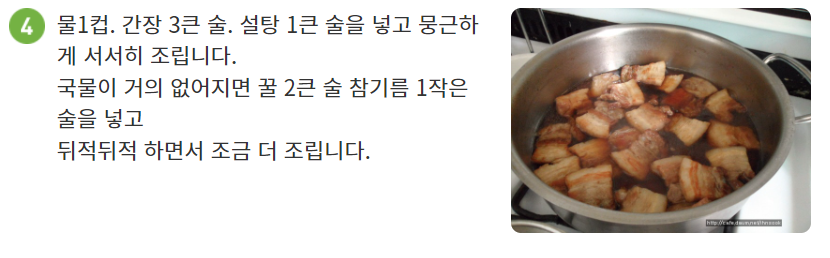 4
물1컵. 간장 3큰 술. 설탕 1큰 술을 넣고 뭉근하
게 서서히 조립니다.
국물이 거의 없어지면 꿀 2큰 술 참기름 1작은
술을 넣고
뒤적뒤적 하면서 조금 더 조립니다.